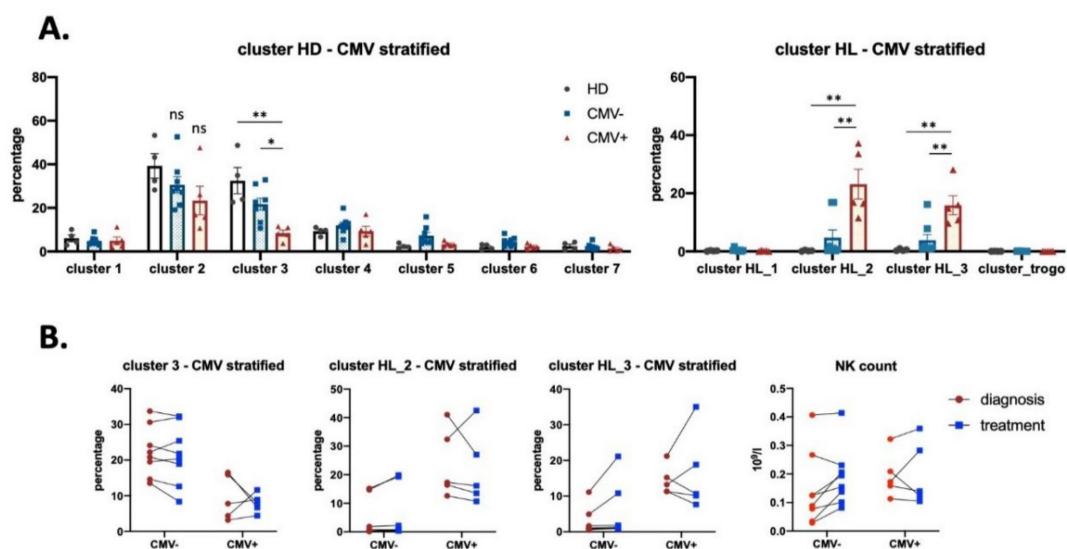 A.
cluster HD - CMV stratified
percentage
80
60
40
20
0
ns
ns
**
*
HD
CMV-
CMV+
cluster 1
cluster 2
cluster 3
cluster 4
cluster 5
cluster 6
cluster 7
cluster HL - CMV stratified
percentage
60
40
20
0
**
**
**
**
cluster HL_1
cluster HL_2
cluster HL_3
cluster_trogo
B.
cluster 3 - CMV stratified
percentage
40
30
20
10
0
CMV-
CMV+
cluster HL_2 - CMV stratified
percentage
50
40
30
20
10
0
CMV-
CMV+
cluster HL_3 - CMV stratified
percentage
40
30
20
10
0
CMV-
CMV+
NK count
10⁹/l
0.5
0.4
0.3
0.2
0.1
0.0
CMV-
CMV+
diagnosis
treatment